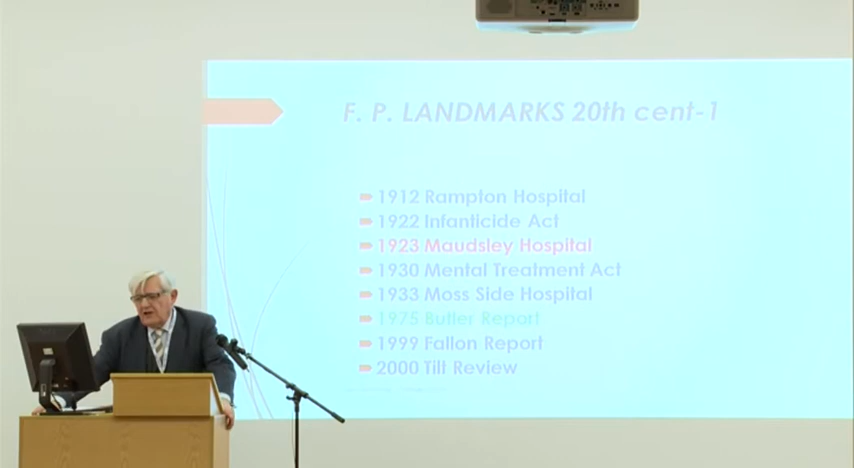 F. P. LANDMARKS 20th cent-1
1912 Rampton Hospital
1922 Infanticide Act
1923 Maudsley Hospital
1930 Mental Treatment Act
1933 Moss Side Hospital
1975 Butler Report
1999 Fallon Report
2000 Tilt Review